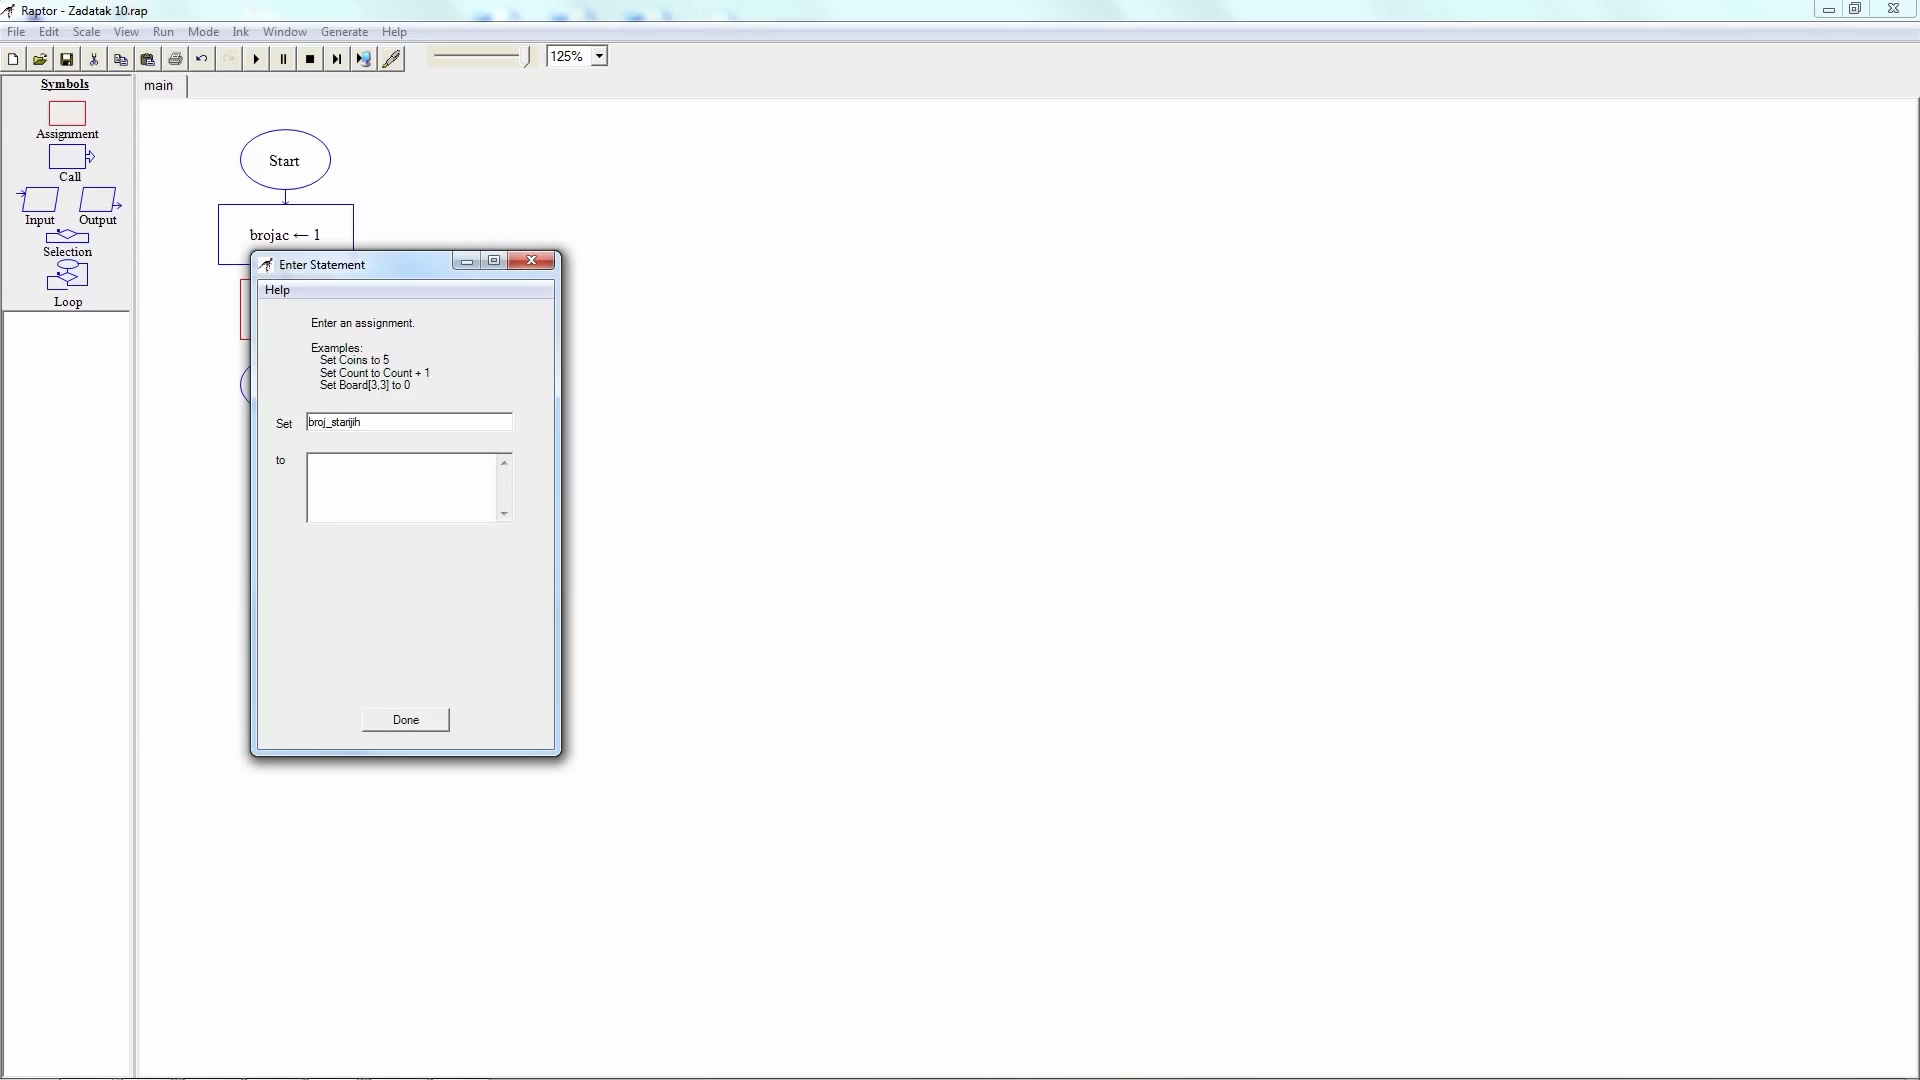 Raptor - Zadatak 10.rap
File Edit Scale View Run Mode Ink Window Generate Help
125%
Symbols
main
Assignment
Call
Input Output
Selection
Loop
Start
brojac ← 1
Enter Statement
Help
Enter an assignment.
Examples:
Set Coins to 5
Set Count to Count + 1
Set Board[3,3] to 0
Set broj_starijih
to
Done